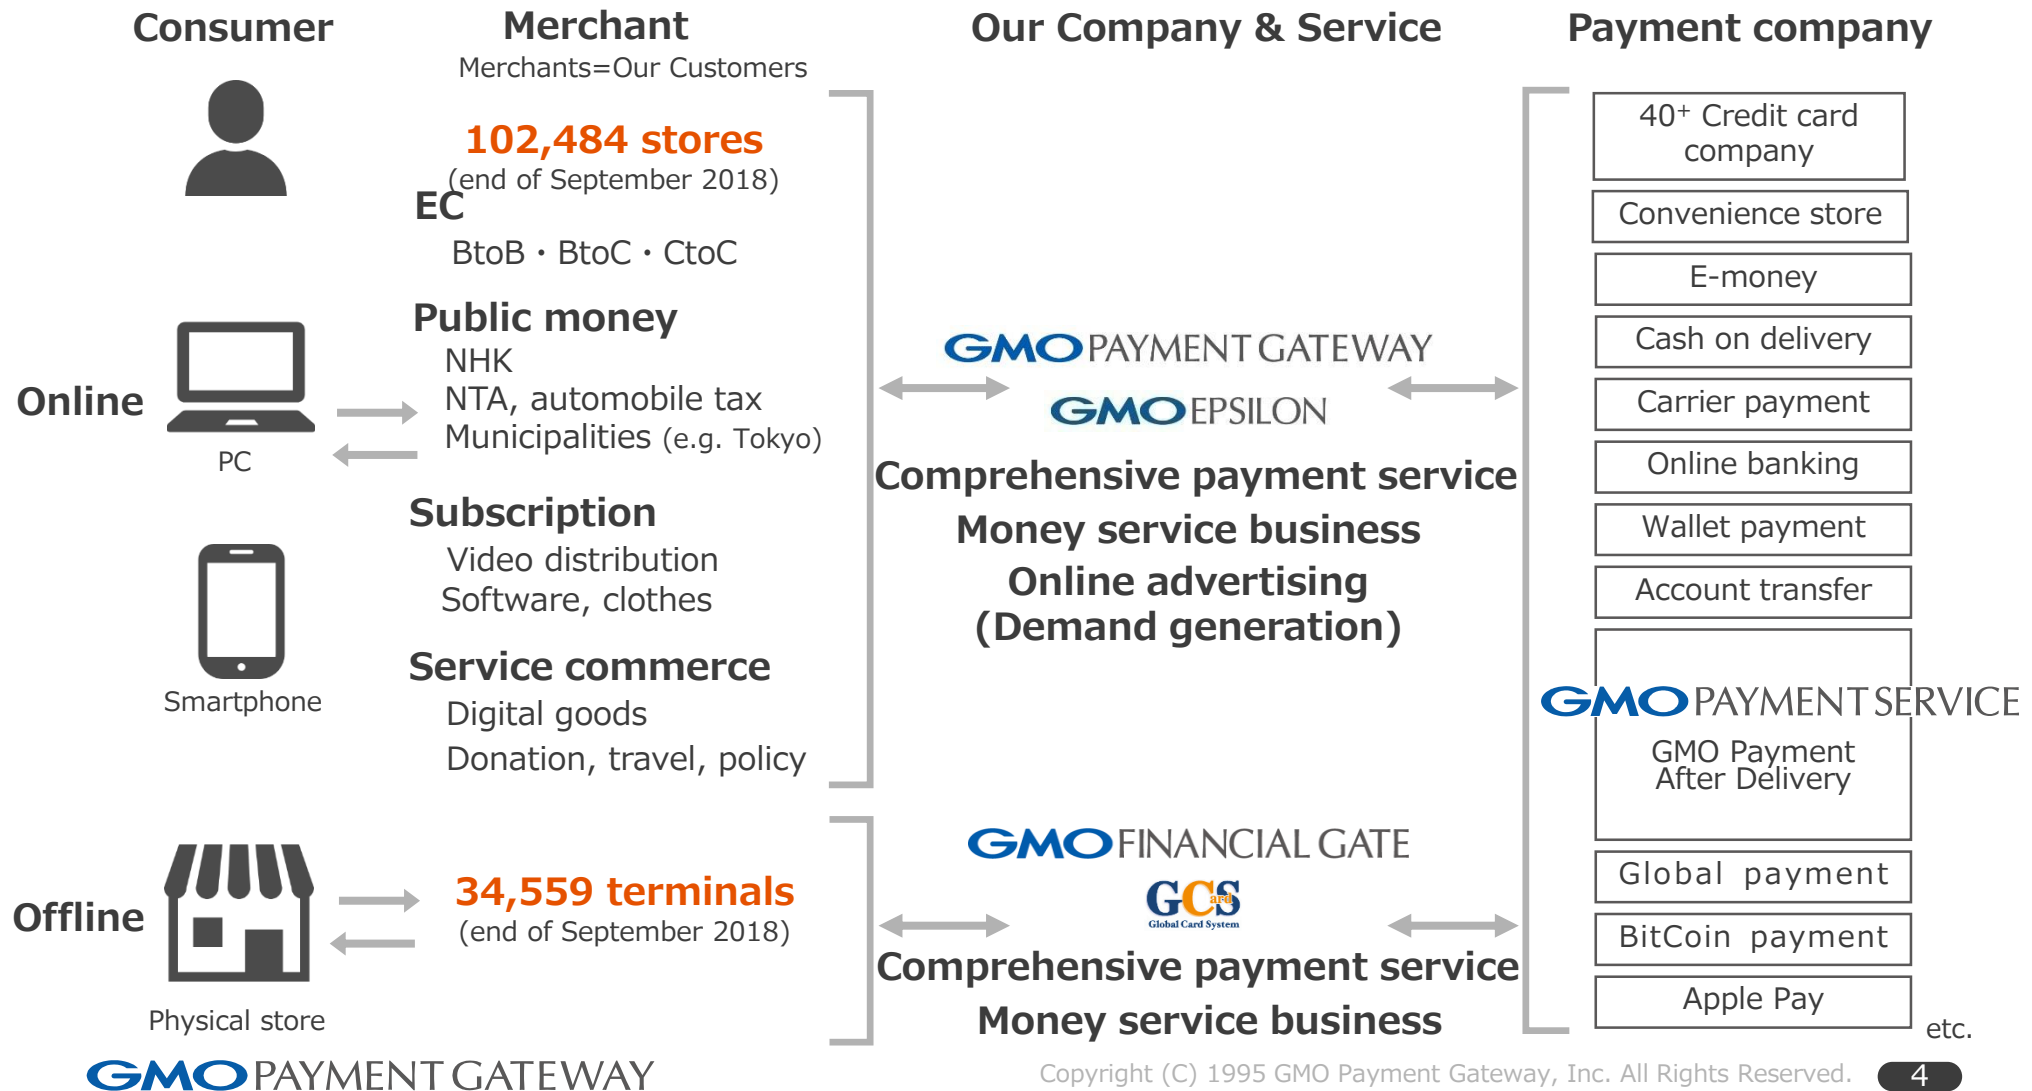 Consumer
Merchant
Merchants=Our Customers
Our Company & Service
Payment company
102,484 stores
(end of September 2018)
EC
BtoB・BtoC・CtoC
Public money
NHK
NTA, automobile tax
Municipalities (e.g. Tokyo)
Subscription
Video distribution
Software, clothes
Service commerce
Digital goods
Donation, travel, policy
Online
PC
Smartphone
GMO PAYMENT GATEWAY
GMO EPSILON
Comprehensive payment service
Money service business
Online advertising
(Demand generation)
40+ Credit card
company
Convenience store
E-money
Cash on delivery
Carrier payment
Online banking
Wallet payment
Account transfer
GMO PAYMENT SERVICE
GMO Payment
After Delivery
Global payment
BitCoin payment
Apple Pay
etc.
Offline
Physical store
34,559 terminals
(end of September 2018)
GMO FINANCIAL GATE
GCS
ard
Global Card System
Comprehensive payment service
Money service business
GMO PAYMENT GATEWAY
Copyright (C) 1995 GMO Payment Gateway, Inc. All Rights Reserved.
4